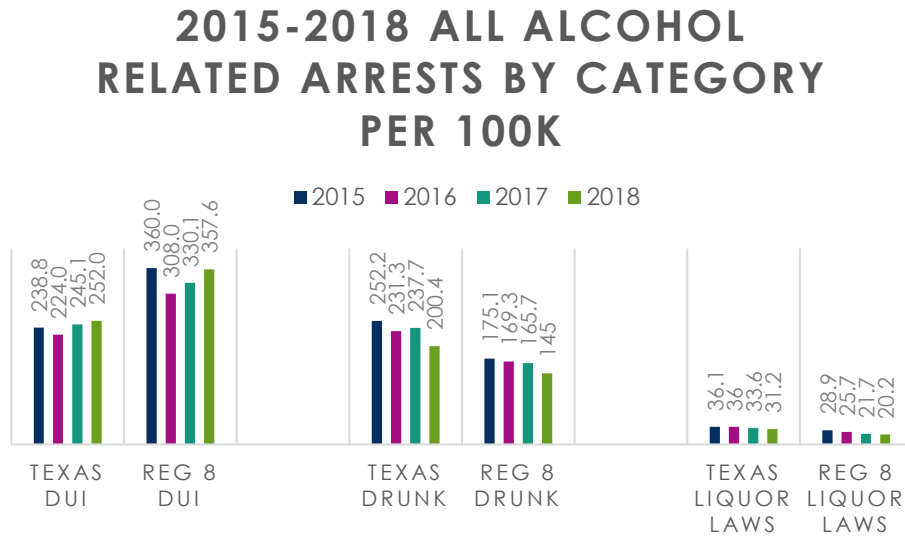 2015-2018 ALL ALCOHOL
RELATED ARRESTS BY CATEGORY
PER 100K
2015 2016 2017 2018
238.8
224.0
245.1
252.0
360.0
308.0
330.1
357.6
252.2
231.3
237.7
200.4
175.1
169.3
165.7
145
36.1
36
33.6
31.2
28.9
25.7
21.7
20.2
TEXAS
DUI
REG 8
DUI
TEXAS
DRUNK
REG 8
DRUNK
TEXAS
LIQUOR
LAWS
REG 8
LIQUOR
LAWS